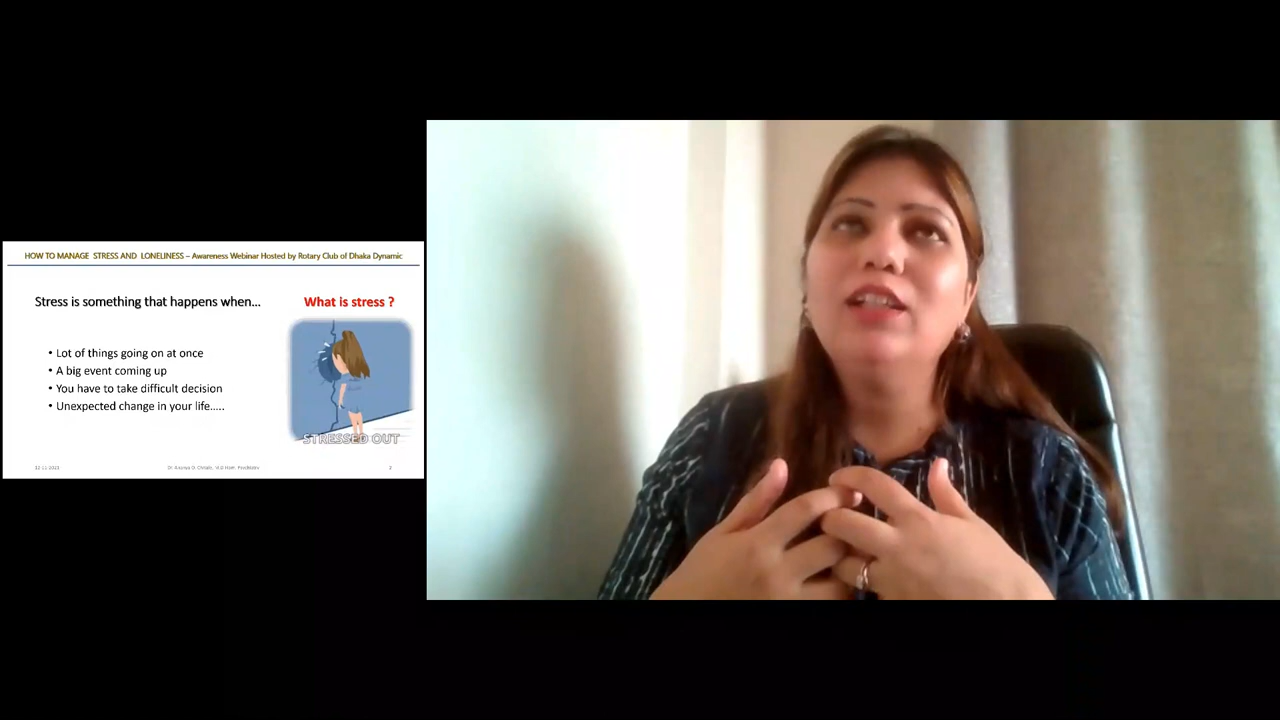 HOW TO MANAGE STRESS AND LONELINESS – Awareness Webinar Hosted by Rotary Club of Dhaka Dynamic
Stress is something that happens when...
What is stress ?
• Lot of things going on at once
• A big event coming up
• You have to take difficult decision
• Unexpected change in your life.....
STRESSED OUT
2